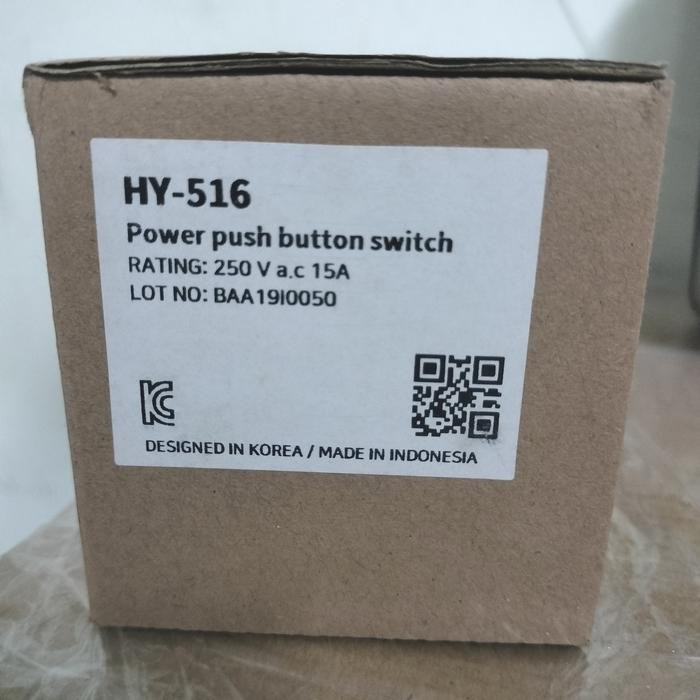 HY-516
Power push button switch
RATING: 250 V a.c 15A
LOT NO: BAA19I0050
DESIGNED IN KOREA / MADE IN INDONESIA